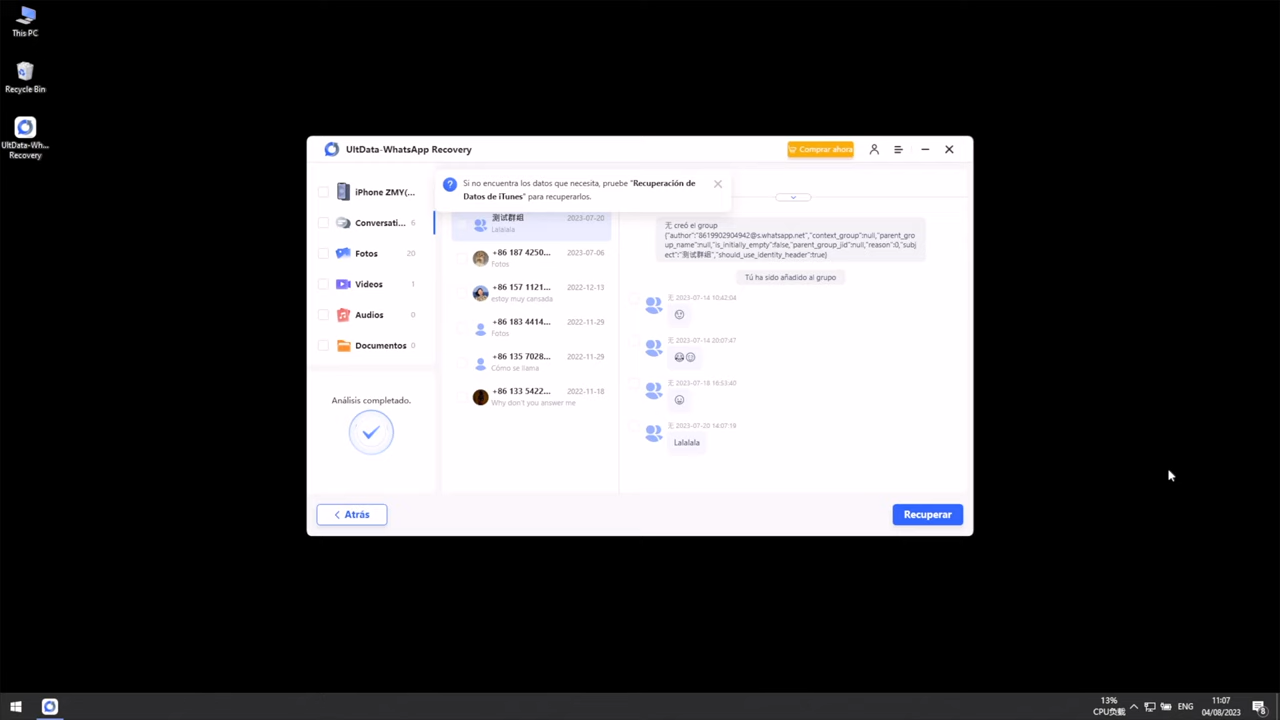 This PC
Recycle Bin
UltData-Wh...
Recovery
UltData-WhatsApp Recovery
Comprar ahora
Si no encuentra los datos que necesita, pruebe "Recuperación de
Datos de iTunes" para recuperarlos.
iPhone ZMY(...
Conversati... 6
Fotos 20
Videos 1
Audios 0
Documentos 0
Análisis completado.
测试群组 2023-07-20
Lalalala
+86 187 4250... 2023-07-06
Fotos
+86 157 1121... 2022-12-13
estoy muy cansada
+86 183 4414... 2022-11-29
Fotos
+86 135 7028... 2022-11-29
Cómo se llama
+86 133 5422... 2022-11-18
Why don't you answer me
无 creó el group
{"author":"8619902904942@s.whatsapp.net","context_group":null,"parent_gro
up_name":null,"is_initially_empty":false,"parent_group_jid":null,"reason":0,"subj
ect":"测试群组","should_use_identity_header":true}
Tú ha sido añadido al grupo
无 2023-07-14 10:42:04
无 2023-07-14 20:07:47
无 2023-07-18 16:53:40
无 2023-07-20 14:07:19
Lalalala
Atrás
Recuperar
13%
CPU负载
ENG
11:07
04/08/2023
8